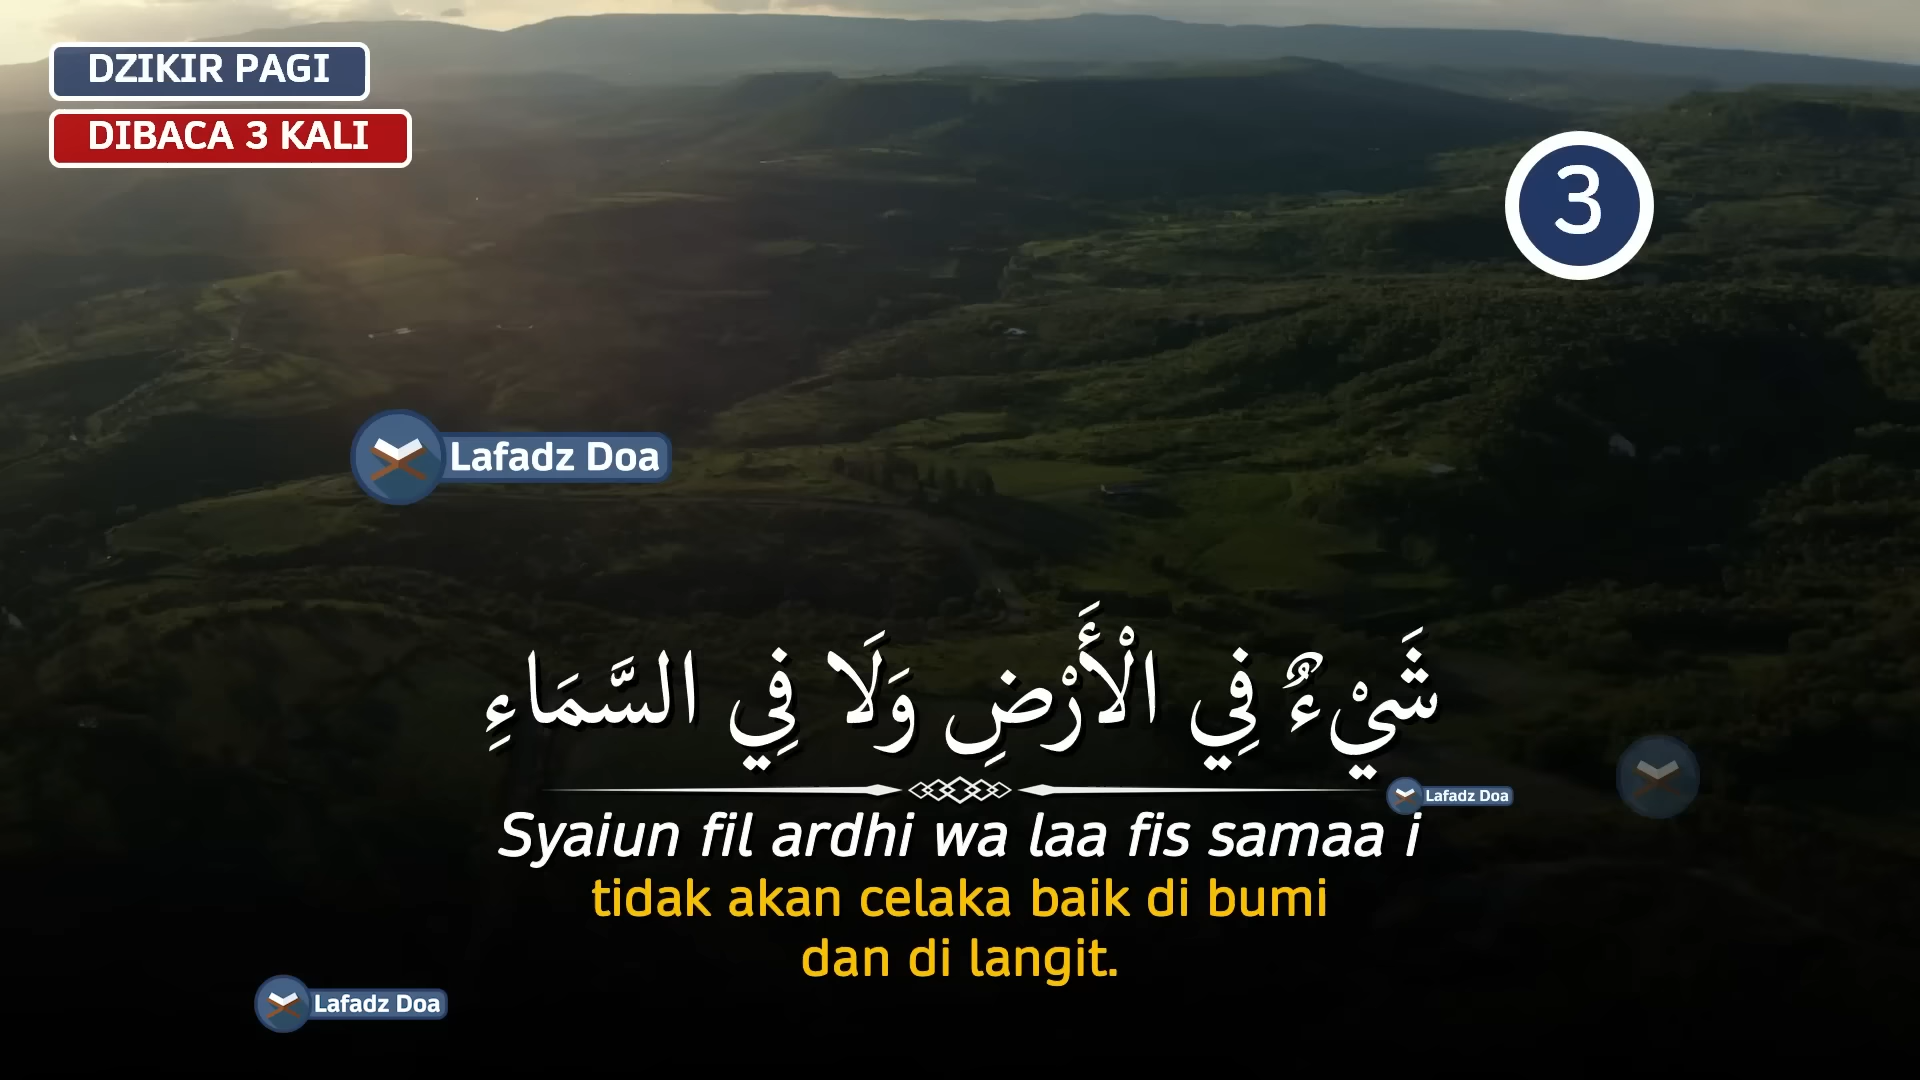 DZIKIR PAGI
DIBACA 3 KALI
3
Lafadz Doa
شَيْءٌ فِي الْأَرْضِ وَلَا فِي السَّمَاءِ
Lafadz Doa
Syaiun fil ardhi wa laa fis samaa i
tidak akan celaka baik di bumi
dan di langit.
Lafadz Doa